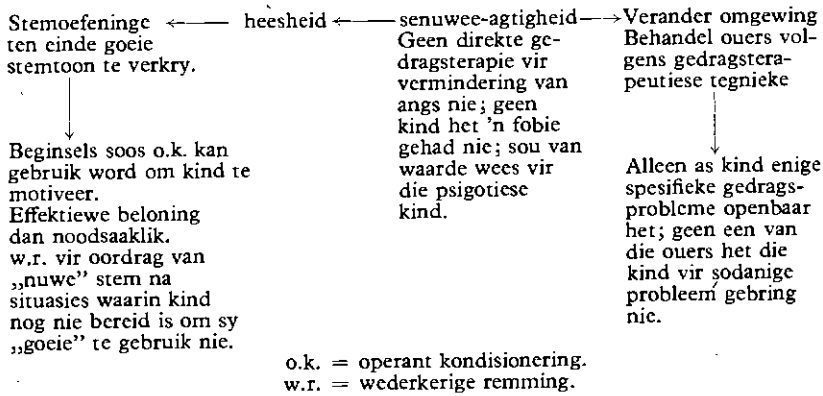 Stemoefeninge ←— heesheid ←— senuwee-agtigheid —→ Verander omgewing
ten einde goeie
stemtoon te verkry.
Geen direkte ge-
dragsterapie vir
vermindering van
angs nie; geen
kind het 'n fobie
gehad nie; sou van
waarde wees vir
die psigotiese
kind.
Behandel ouers vol-
gens gedragstera-
peutiese tegnieke
Beginsels soos o.k. kan
gebruik word om kind te
motiveer.
Effektiewe beloning
dan noodsaaklik.
w.r. vir oordrag van
„nuwe” stem na
situasies waarin kind
nog nie bereid is om sy
„goeie” te gebruik nie.
Alleen as kind enige
spesifieke gedrags-
probleme openbaar
het; geen een van
die ouers het die
kind vir sodanige
probleem gebring
nie.
o.k. = operant kondisionering.
w.r. = wederkerige remming.